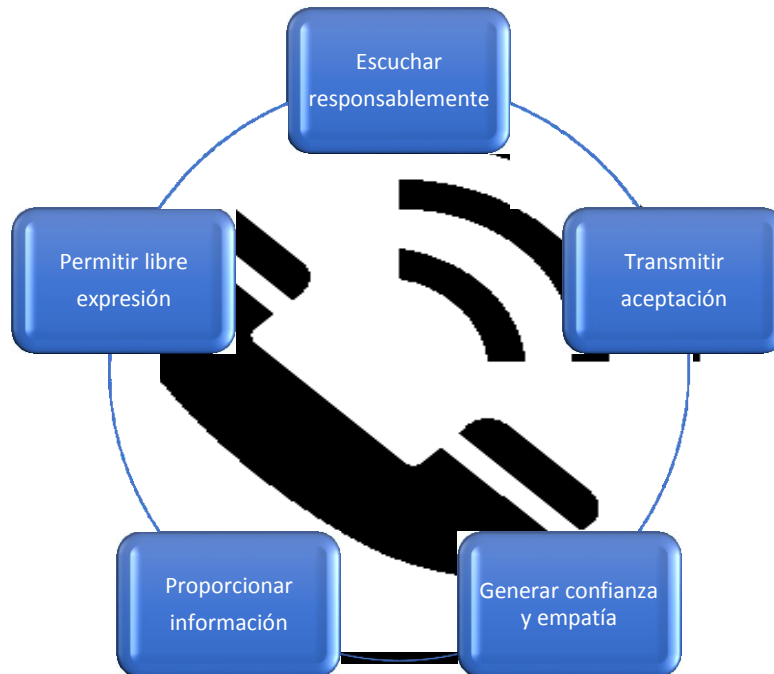 Escuchar
responsablemente
Transmitir
aceptación
Generar confianza
y empatía
Proporcionar
información
Permitir libre
expresión